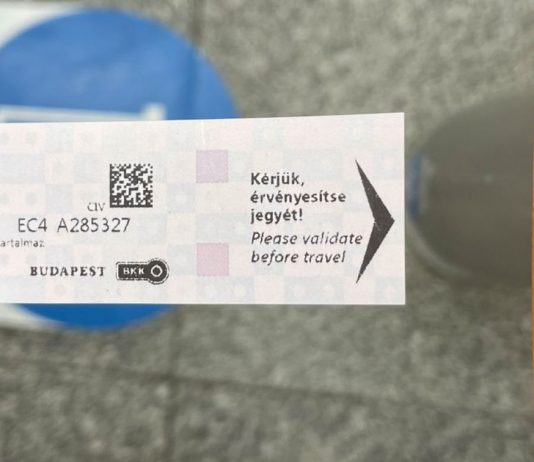 CIV
EC4 A285327
artalmaz
BUDAPEST BKK
Kérjük,
érvényesítse
jegyét!
Please validate
before travel